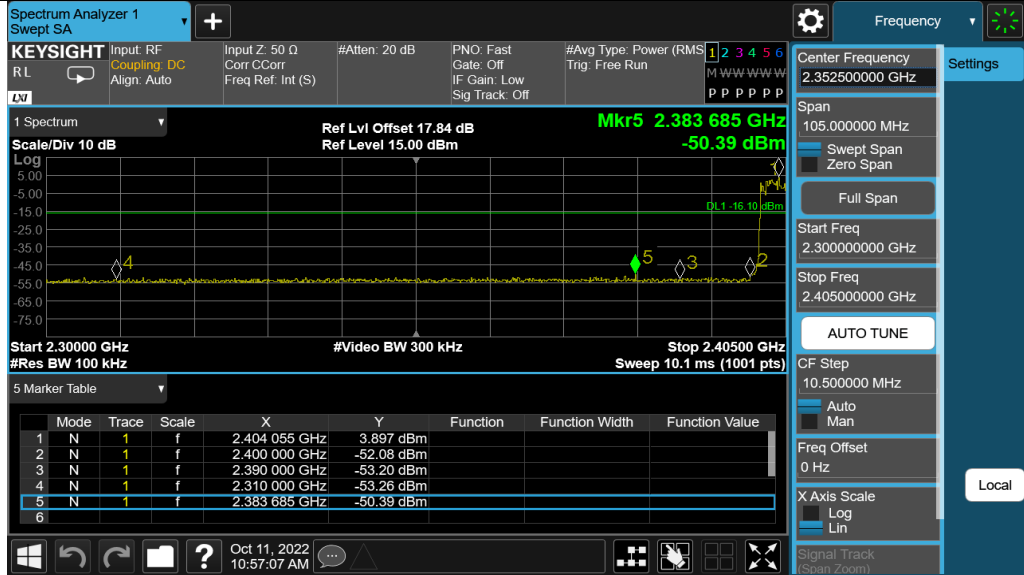 Spectrum Analyzer 1
Swept SA
Frequency
KEYSIGHT
R L
LXI
Input: RF
Coupling: DC
Align: Auto
Input Z: 50 Ω
Corr CCorr
Freq Ref: Int (S)
#Atten: 20 dB
PNO: Fast
Gate: Off
IF Gain: Low
Sig Track: Off
#Avg Type: Power (RMS
Trig: Free Run
1 2 3 4 5 6
M W W W W W
P P P P P P
1 Spectrum
Scale/Div 10 dB
Log
Ref Lvl Offset 17.84 dB
Ref Level 15.00 dBm
Mkr5 2.383 685 GHz
-50.39 dBm
5.00
-5.00
-15.0
-25.0
-35.0
-45.0
-55.0
-65.0
-75.0
DL1 -16.10 dBm
4
5
3
2
Start 2.30000 GHz
#Res BW 100 kHz
#Video BW 300 kHz
Stop 2.40500 GHz
Sweep 10.1 ms (1001 pts)
5 Marker Table
Mode Trace Scale X Y Function Function Width Function Value
1 N 1 f 2.404 055 GHz 3.897 dBm
2 N 1 f 2.400 000 GHz -52.08 dBm
3 N 1 f 2.390 000 GHz -53.20 dBm
4 N 1 f 2.310 000 GHz -53.26 dBm
5 N 1 f 2.383 685 GHz -50.39 dBm
6
Oct 11, 2022
10:57:07 AM
Center Frequency
2.352500000 GHz
Span
105.000000 MHz
Swept Span
Zero Span
Full Span
Start Freq
2.300000000 GHz
Stop Freq
2.405000000 GHz
AUTO TUNE
CF Step
10.500000 MHz
Auto
Man
Freq Offset
0 Hz
X Axis Scale
Log
Lin
Signal Track
(Span Zoom)
Settings
Local